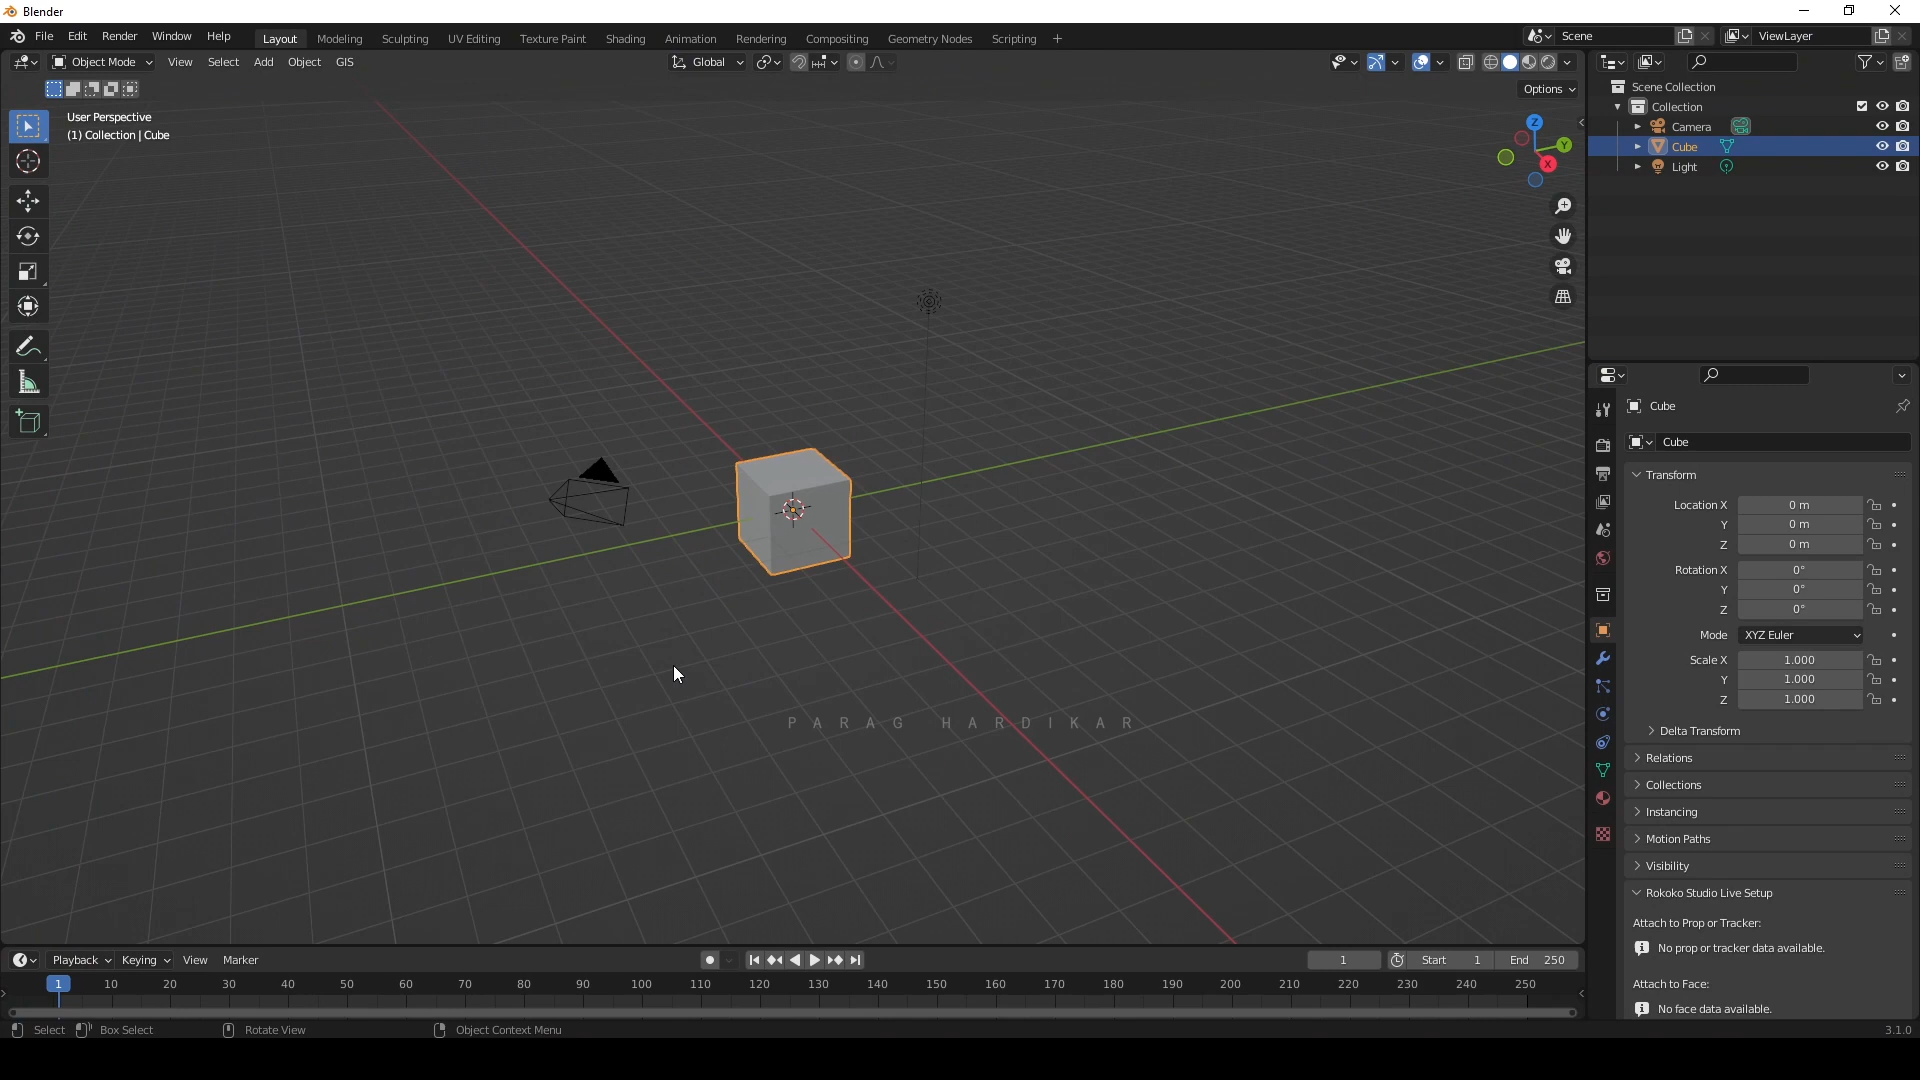 Blender
File Edit Render Window Help Layout Modeling Sculpting UV Editing Texture Paint Shading Animation Rendering Compositing Geometry Nodes Scripting + Scene ViewLayer
Object Mode View Select Add Object GIS Global
Options
User Perspective
(1) Collection | Cube
Z
Y
X
Scene Collection
Collection
Camera
Cube
Light
Cube
Cube
Transform
Location X 0 m
Y 0 m
Z 0 m
Rotation X 0°
Y 0°
Z 0°
Mode XYZ Euler
Scale X 1.000
Y 1.000
Z 1.000
Delta Transform
Relations
Collections
Instancing
Motion Paths
Visibility
Rokoko Studio Live Setup
Attach to Prop or Tracker:
No prop or tracker data available.
Attach to Face:
No face data available.
PARAG HARDIKAR
Playback Keying View Marker 1 Start 1 End 250
1 10 20 30 40 50 60 70 80 90 100 110 120 130 140 150 160 170 180 190 200 210 220 230 240 250
Select Box Select Rotate View Object Context Menu 3.1.0